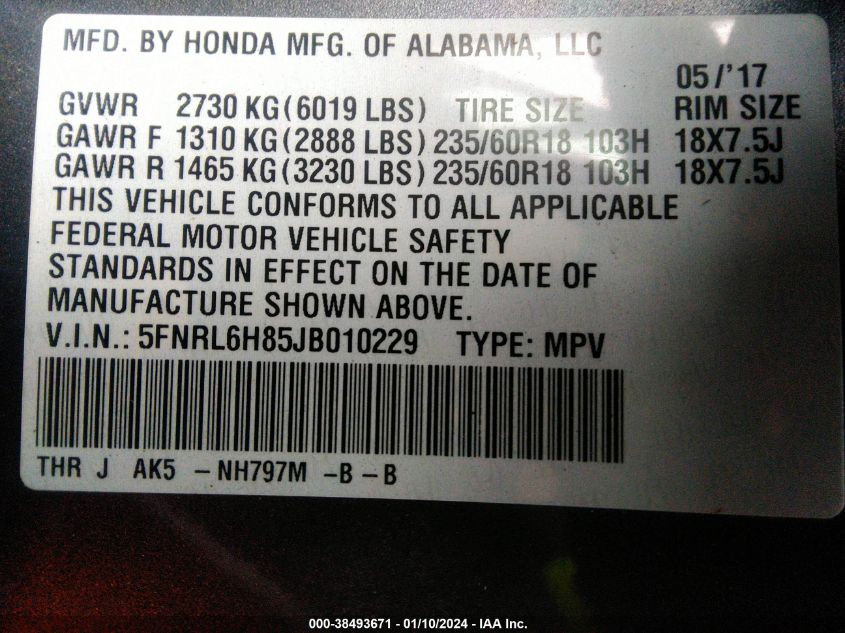 MFD. BY HONDA MFG. OF ALABAMA, LLC
05/'17
GVWR 2730 KG(6019 LBS) TIRE SIZE RIM SIZE
GAWR F 1310 KG(2888 LBS) 235/60R18 103H 18X7.5J
GAWR R 1465 KG(3230 LBS) 235/60R18 103H 18X7.5J
THIS VEHICLE CONFORMS TO ALL APPLICABLE
FEDERAL MOTOR VEHICLE SAFETY
STANDARDS IN EFFECT ON THE DATE OF
MANUFACTURE SHOWN ABOVE.
V.I.N.: 5FNRL6H85JB010229 TYPE: MPV
THR J AK5 -NH797M -B -B
000-38493671 - 01/10/2024 - IAA Inc.